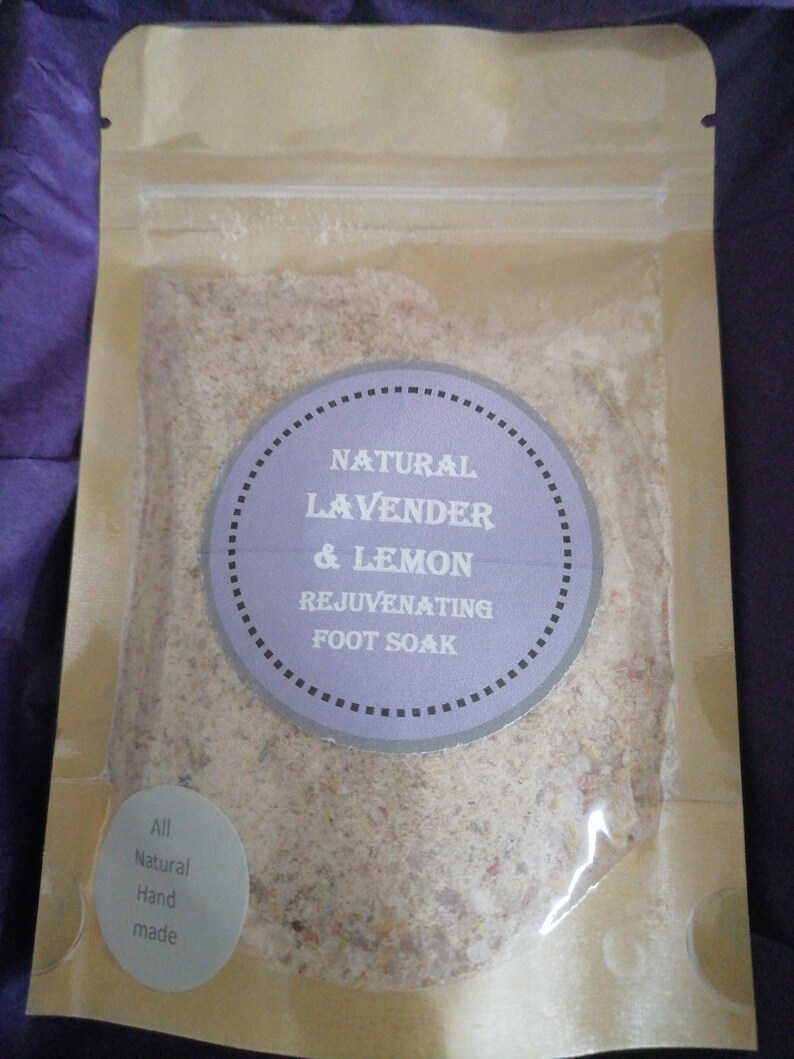 NATURAL
LAVENDER
& LEMON
REJUVENATING
FOOT SOAK
All
Natural
Hand
made